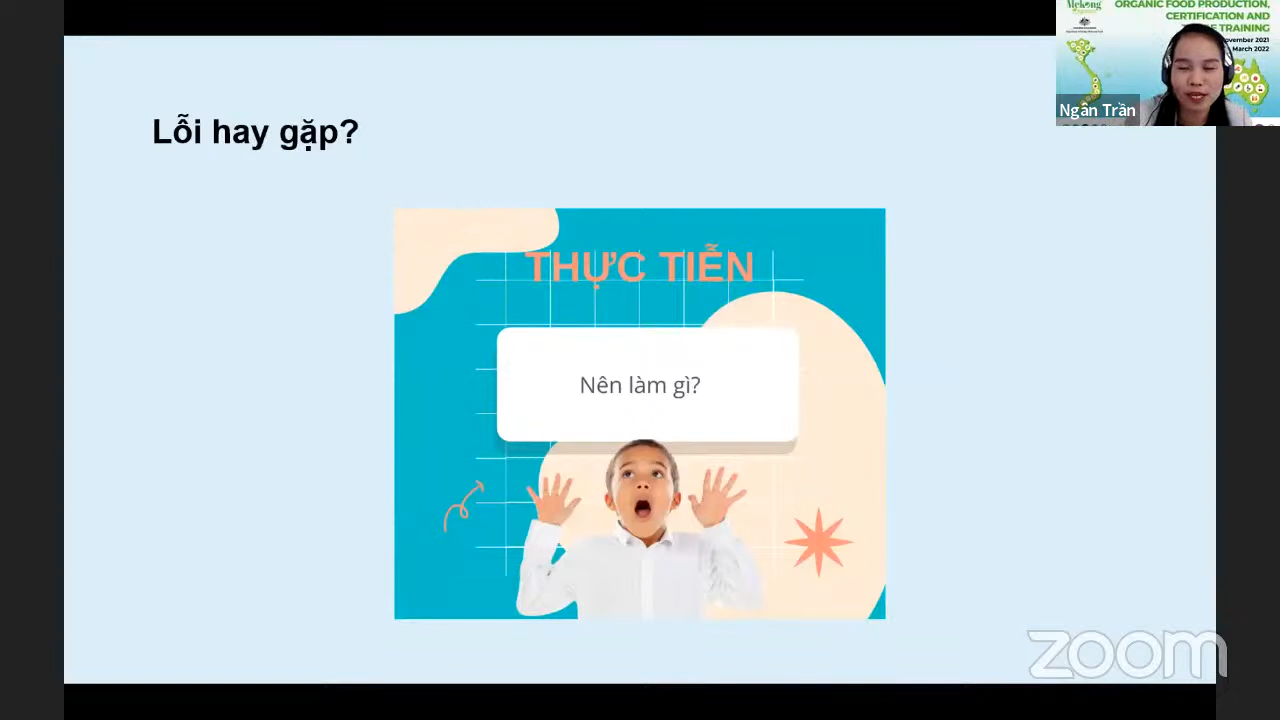 Lỗi hay gặp?
THỰC TIỄN
Nên làm gì?
Mekong
ORGANIC FOOD PRODUCTION,
CERTIFICATION AND
TRAINING
2021
March 2022
Ngân Trần
zoom